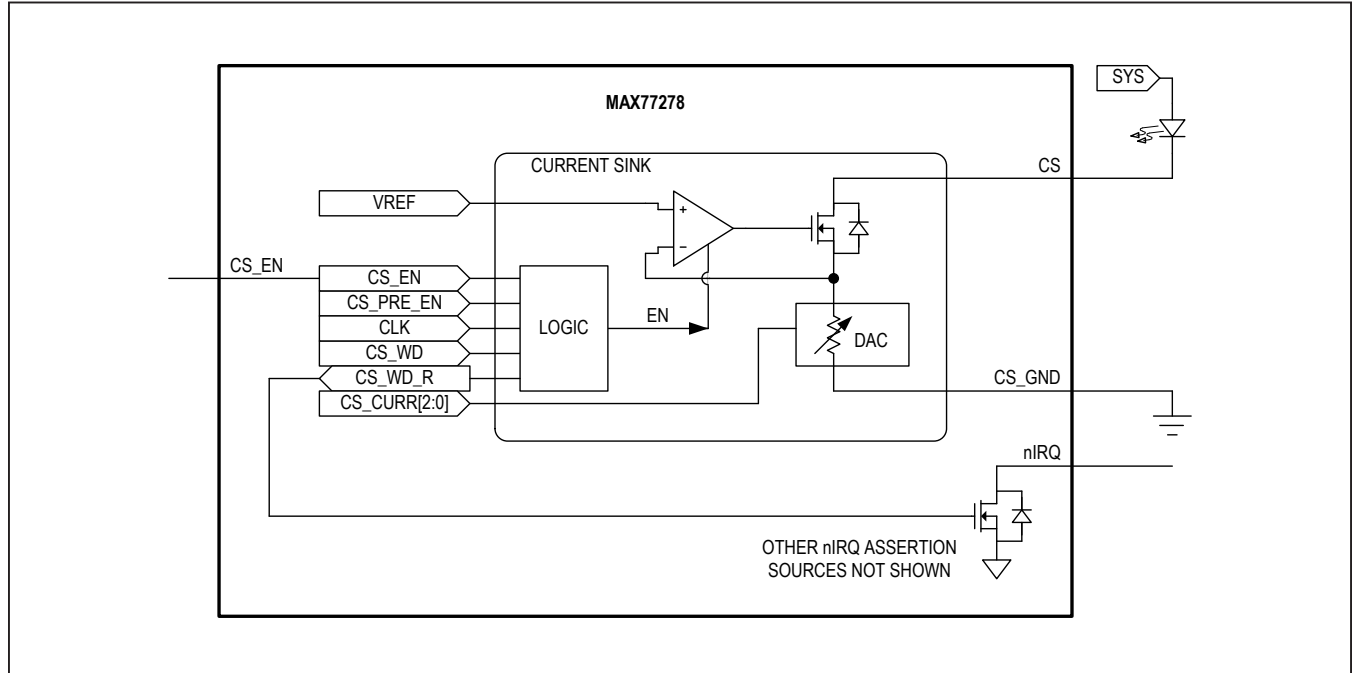 SYS
MAX77278
CURRENT SINK
CS
VREF
+
−
CS_EN
CS_EN
CS_PRE_EN
CLK
CS_WD
CS_WD_R
CS_CURR[2:0]
LOGIC
EN
DAC
CS_GND
nIRQ
OTHER nIRQ ASSERTION
SOURCES NOT SHOWN